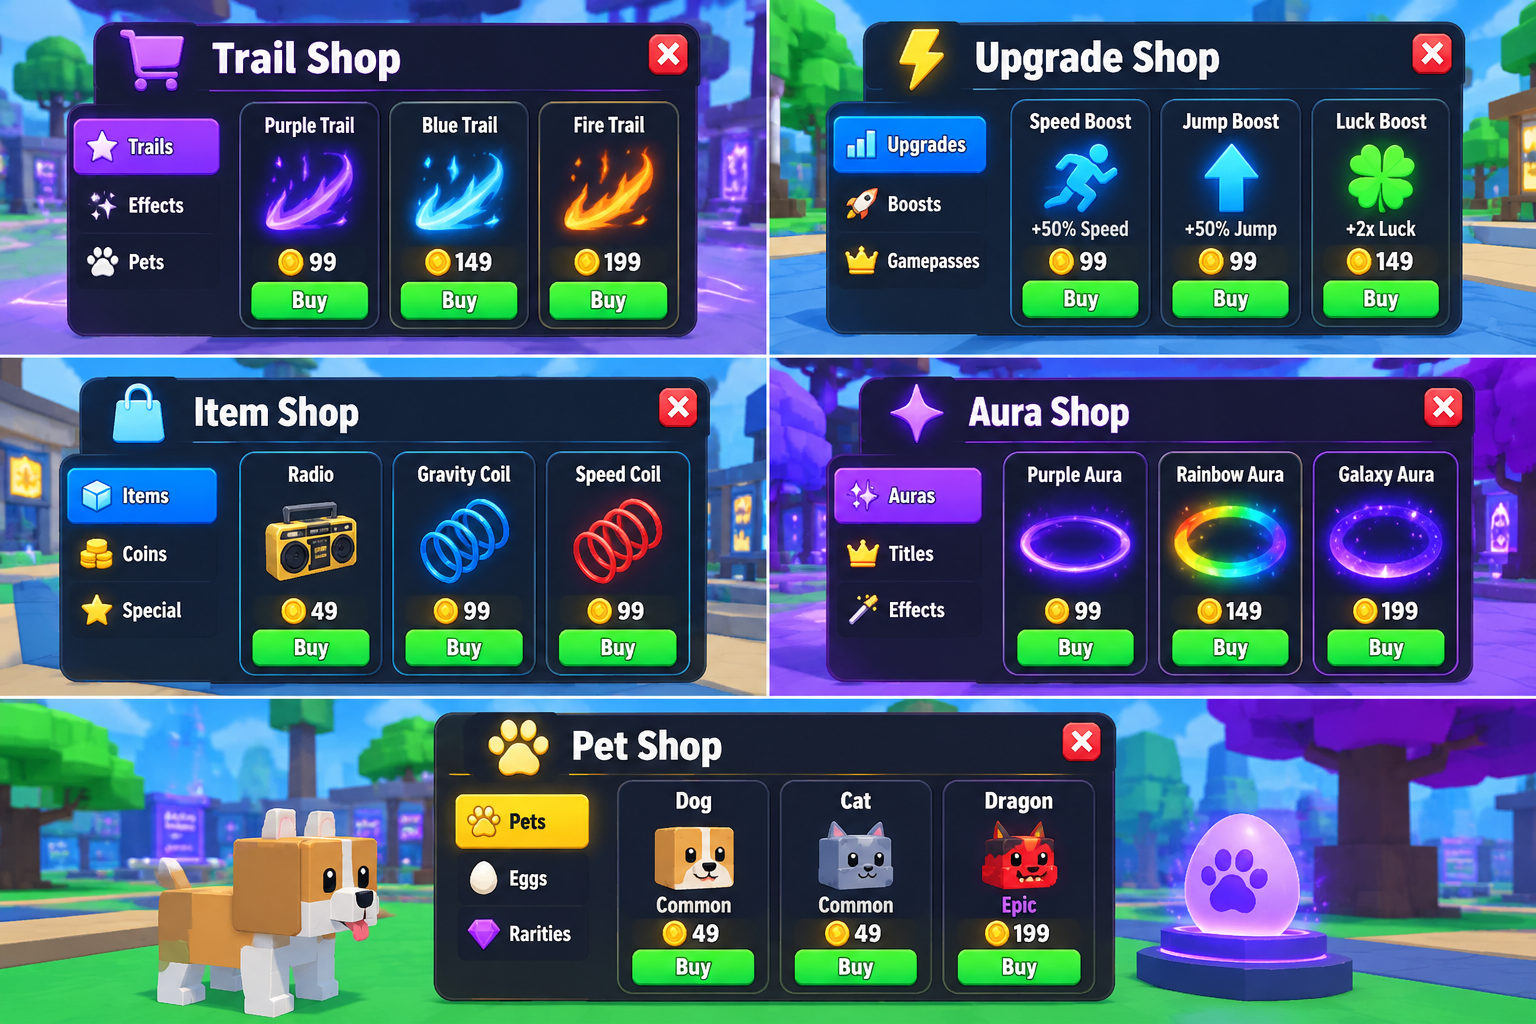 Trail Shop
Trails
Effects
Pets
Purple Trail
99
Buy
Blue Trail
149
Buy
Fire Trail
199
Buy
Upgrade Shop
Upgrades
Boosts
Gamepasses
Speed Boost
+50% Speed
99
Buy
Jump Boost
+50% Jump
99
Buy
Luck Boost
+2x Luck
149
Buy
Item Shop
Items
Coins
Special
Radio
49
Buy
Gravity Coil
99
Buy
Speed Coil
99
Buy
Aura Shop
Auras
Titles
Effects
Purple Aura
99
Buy
Rainbow Aura
149
Buy
Galaxy Aura
199
Buy
Pet Shop
Pets
Eggs
Rarities
Dog
Common
49
Buy
Cat
Common
49
Buy
Dragon
Epic
199
Buy